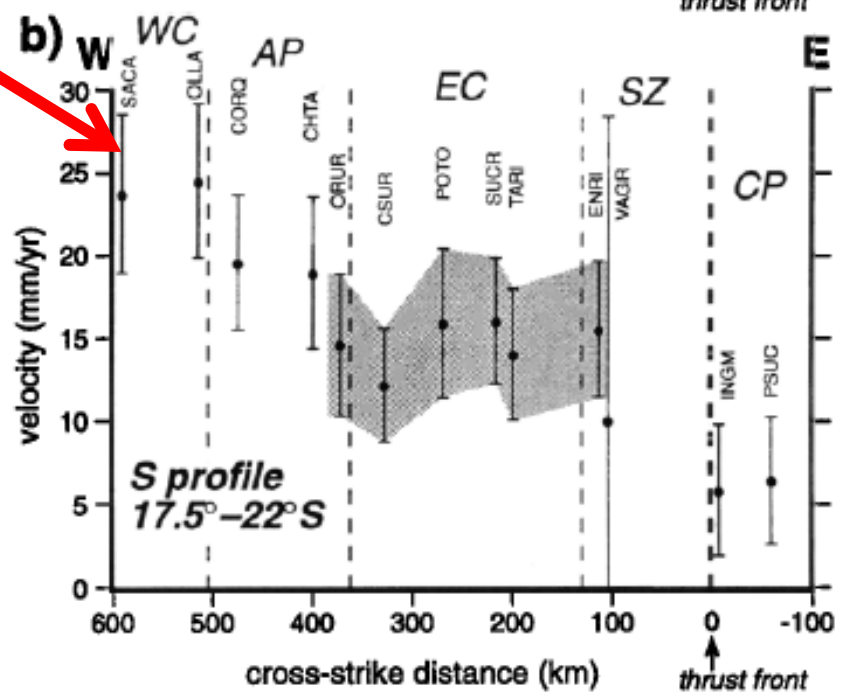 thrust front
b) W WC AP EC SZ E
CP
SACA
OLLA
CORQ
CHTA
ORUR
CSUR
POTO
SUCR
TARI
ENRI
VAGR
INGM
PSUC
30
25
20
15
10
5
0
velocity (mm/yr)
S profile
17.5°–22°S
600 500 400 300 200 100 0 -100
cross-strike distance (km)
thrust front